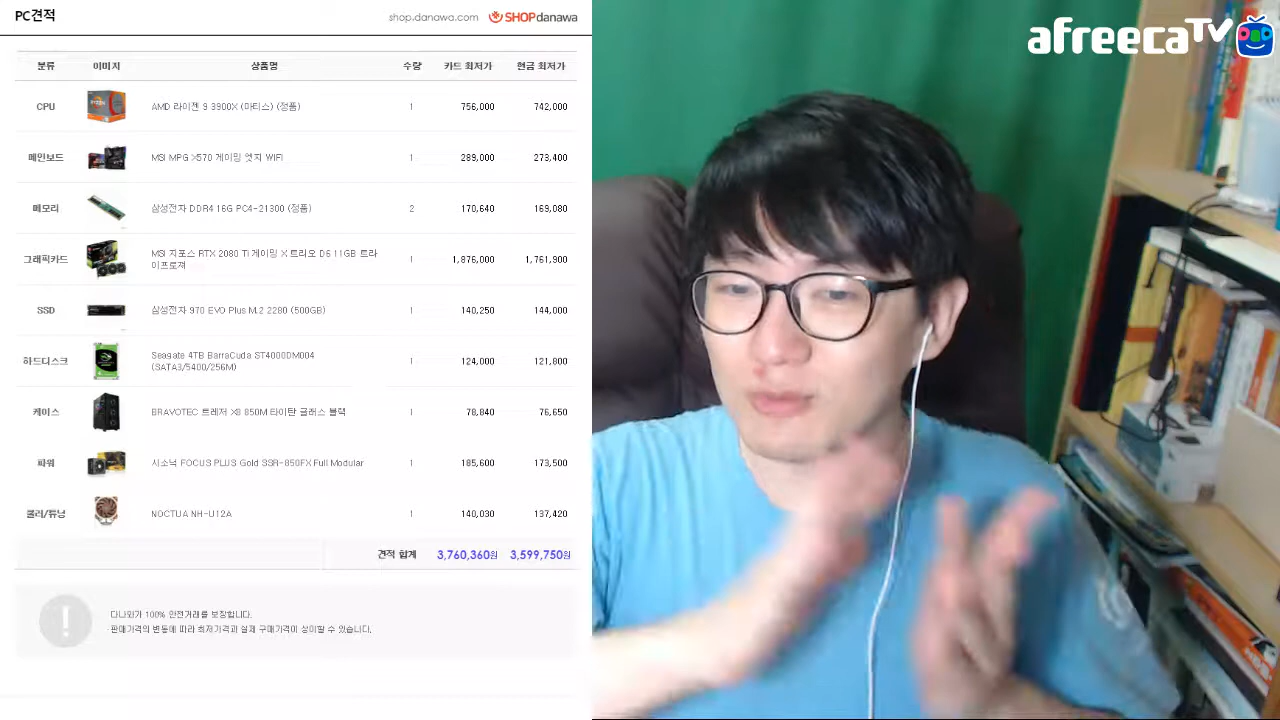 PC견적
shop.danawa.com SHOPdanawa
분류 이미지 상품명 수량 카드 최저가 현금 최저가
CPU AMD 라이젠 9 3900X (마티스) (정품) 1 756,000 742,000
메인보드 MSI MPG X570 게이밍 엣지 WIFI 1 289,000 273,400
메모리 삼성전자 DDR4 16G PC4-21300 (정품) 2 170,640 169,080
그래픽카드 MSI 지포스 RTX 2080 Ti 게이밍 X 트리오 D6 11GB 트라
이프로져 1 1,876,000 1,761,900
SSD 삼성전자 970 EVO Plus M.2 2280 (500GB) 1 140,250 144,000
하드디스크 Seagate 4TB BarraCuda ST4000DM004
(SATA3/5400/256M) 1 124,000 121,800
케이스 BRAVOTEC 트레저 X8 850M 타이탄 글래스 블랙 1 78,840 76,650
파워 시소닉 FOCUS PLUS Gold SSR-850FX Full Modular 1 185,600 173,500
쿨러/튜닝 NOCTUA NH-U12A 1 140,030 137,420
견적 합계 3,760,360원 3,599,750원
다나와가 100% 안전거래를 보장합니다.
판매가격의 변동에 따라 최저가격과 실제 구매가격이 상이할 수 있습니다.
afreecaTV